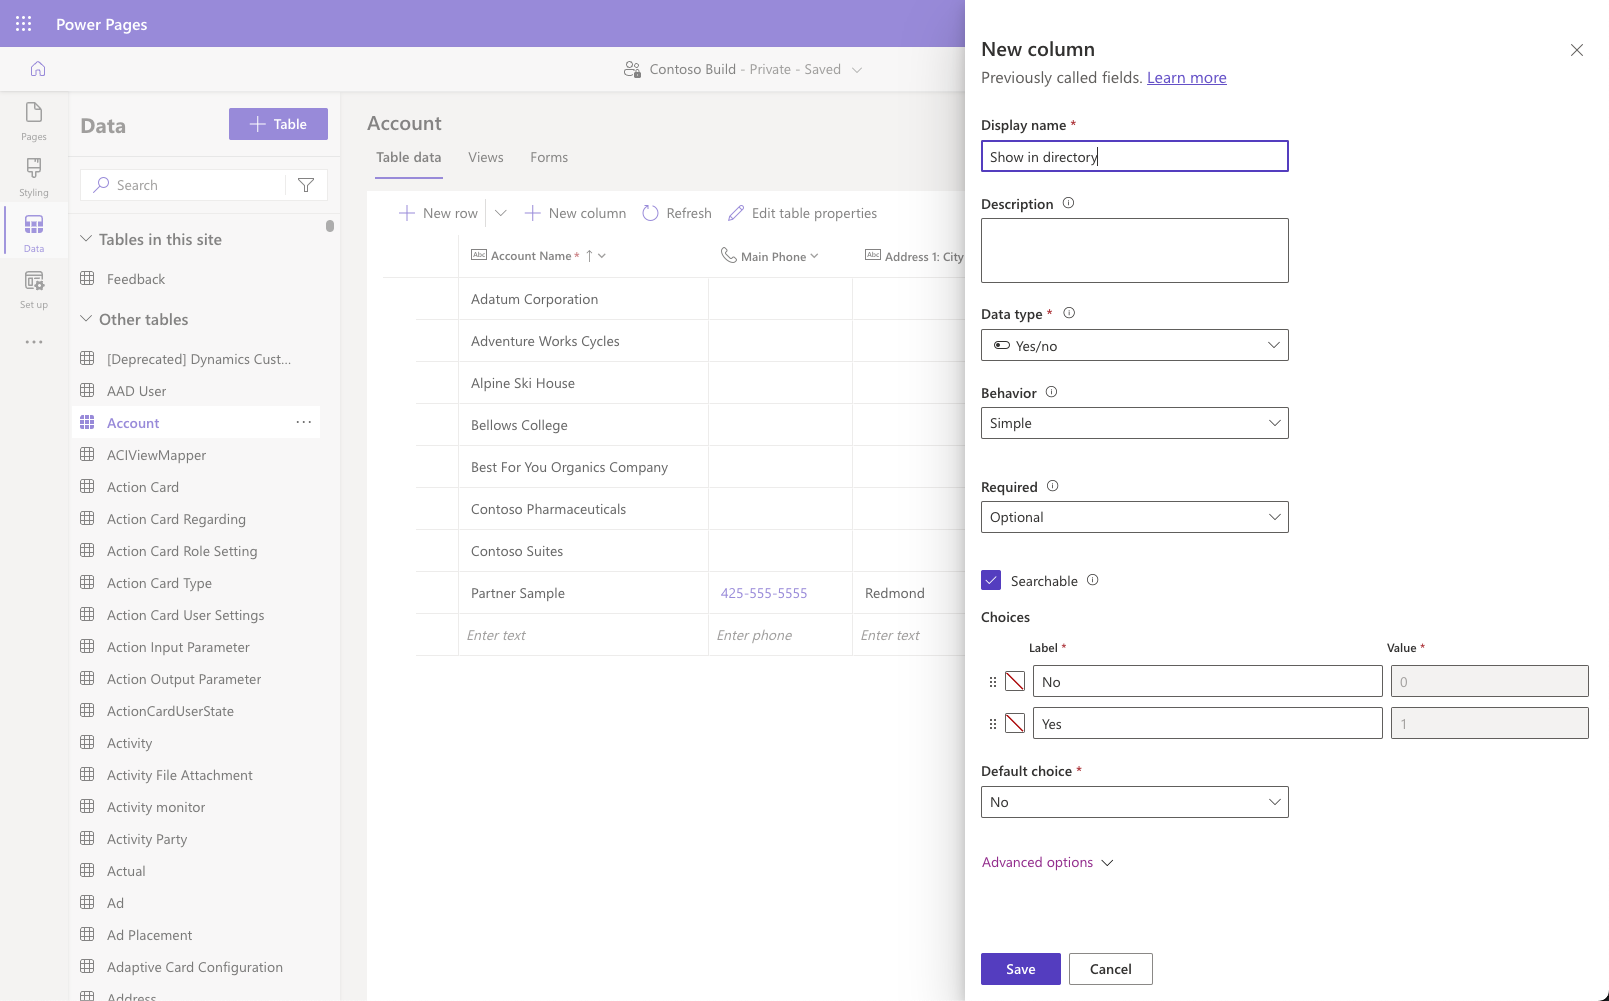 Power Pages
Contoso Build - Private - Saved
Pages
Styling
Data
Set up
Data
Table
Search
Tables in this site
Feedback
Other tables
[Deprecated] Dynamics Cust...
AAD User
Account
ACIViewMapper
Action Card
Action Card Regarding
Action Card Role Setting
Action Card Type
Action Card User Settings
Action Input Parameter
Action Output Parameter
ActionCardUserState
Activity
Activity File Attachment
Activity monitor
Activity Party
Actual
Ad
Ad Placement
Adaptive Card Configuration
Address
Account
Table data Views Forms
New row New column Refresh Edit table properties
Abc Account Name * Main Phone Abc Address 1: City
Adatum Corporation
Adventure Works Cycles
Alpine Ski House
Bellows College
Best For You Organics Company
Contoso Pharmaceuticals
Contoso Suites
Partner Sample 425-555-5555 Redmond
Enter text Enter phone Enter text
New column
Previously called fields. Learn more
Display name *
Show in directory
Description
Data type *
Yes/no
Behavior
Simple
Required
Optional
Searchable
Choices
Label * Value *
No 0
Yes 1
Default choice *
No
Advanced options
Save Cancel